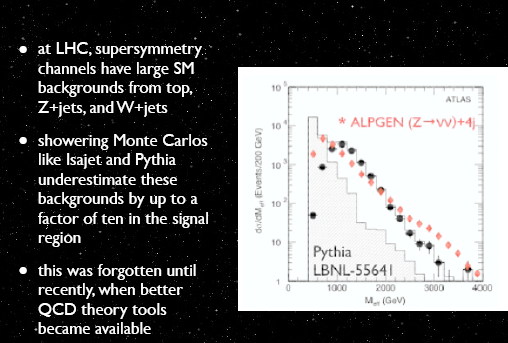 • at LHC, supersymmetry
channels have large SM
backgrounds from top,
Z+jets, and W+jets
• showering Monte Carlos
like Isajet and Pythia
underestimate these
backgrounds by up to a
factor of ten in the signal
region
• this was forgotten until
recently, when better
QCD theory tools
became available
dσ/dM_eff (Events/200 GeV)
10^5
10^4
10^3
10^2
10
1
ATLAS
* ALPGEN (Z→νν)+4j
Pythia
LBNL-55641
0 1000 2000 3000 4000
M_eff (GeV)